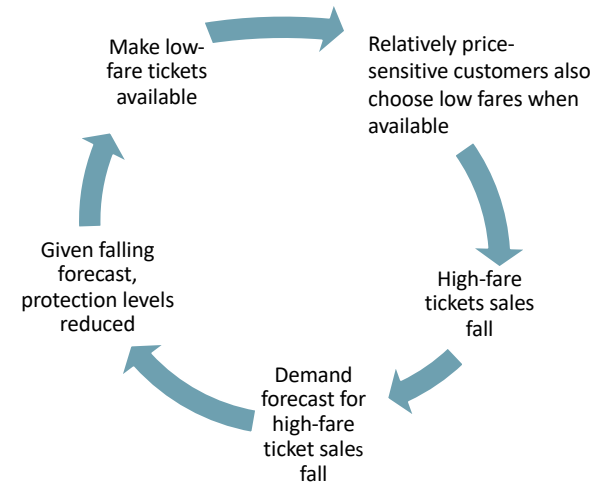 Make low-
fare tickets
available
Relatively price-
sensitive customers also
choose low fares when
available
High-fare
tickets sales
fall
Demand
forecast for
high-fare
ticket sales
fall
Given falling
forecast,
protection levels
reduced